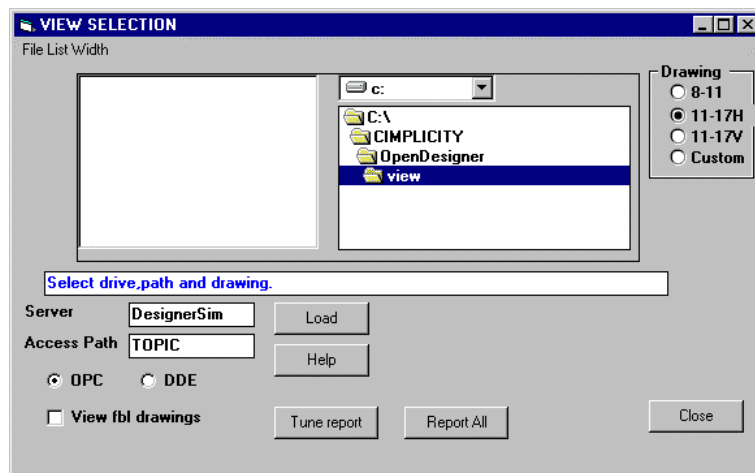 VIEW SELECTION
File List Width
c:
C:\
CIMPLICITY
OpenDesigner
view
Drawing
8-11
11-17H
11-17V
Custom
Select drive,path and drawing.
Server
DesignerSim
Load
Access Path
TOPIC
Help
OPC
DDE
View fbl drawings
Tune report
Report All
Close